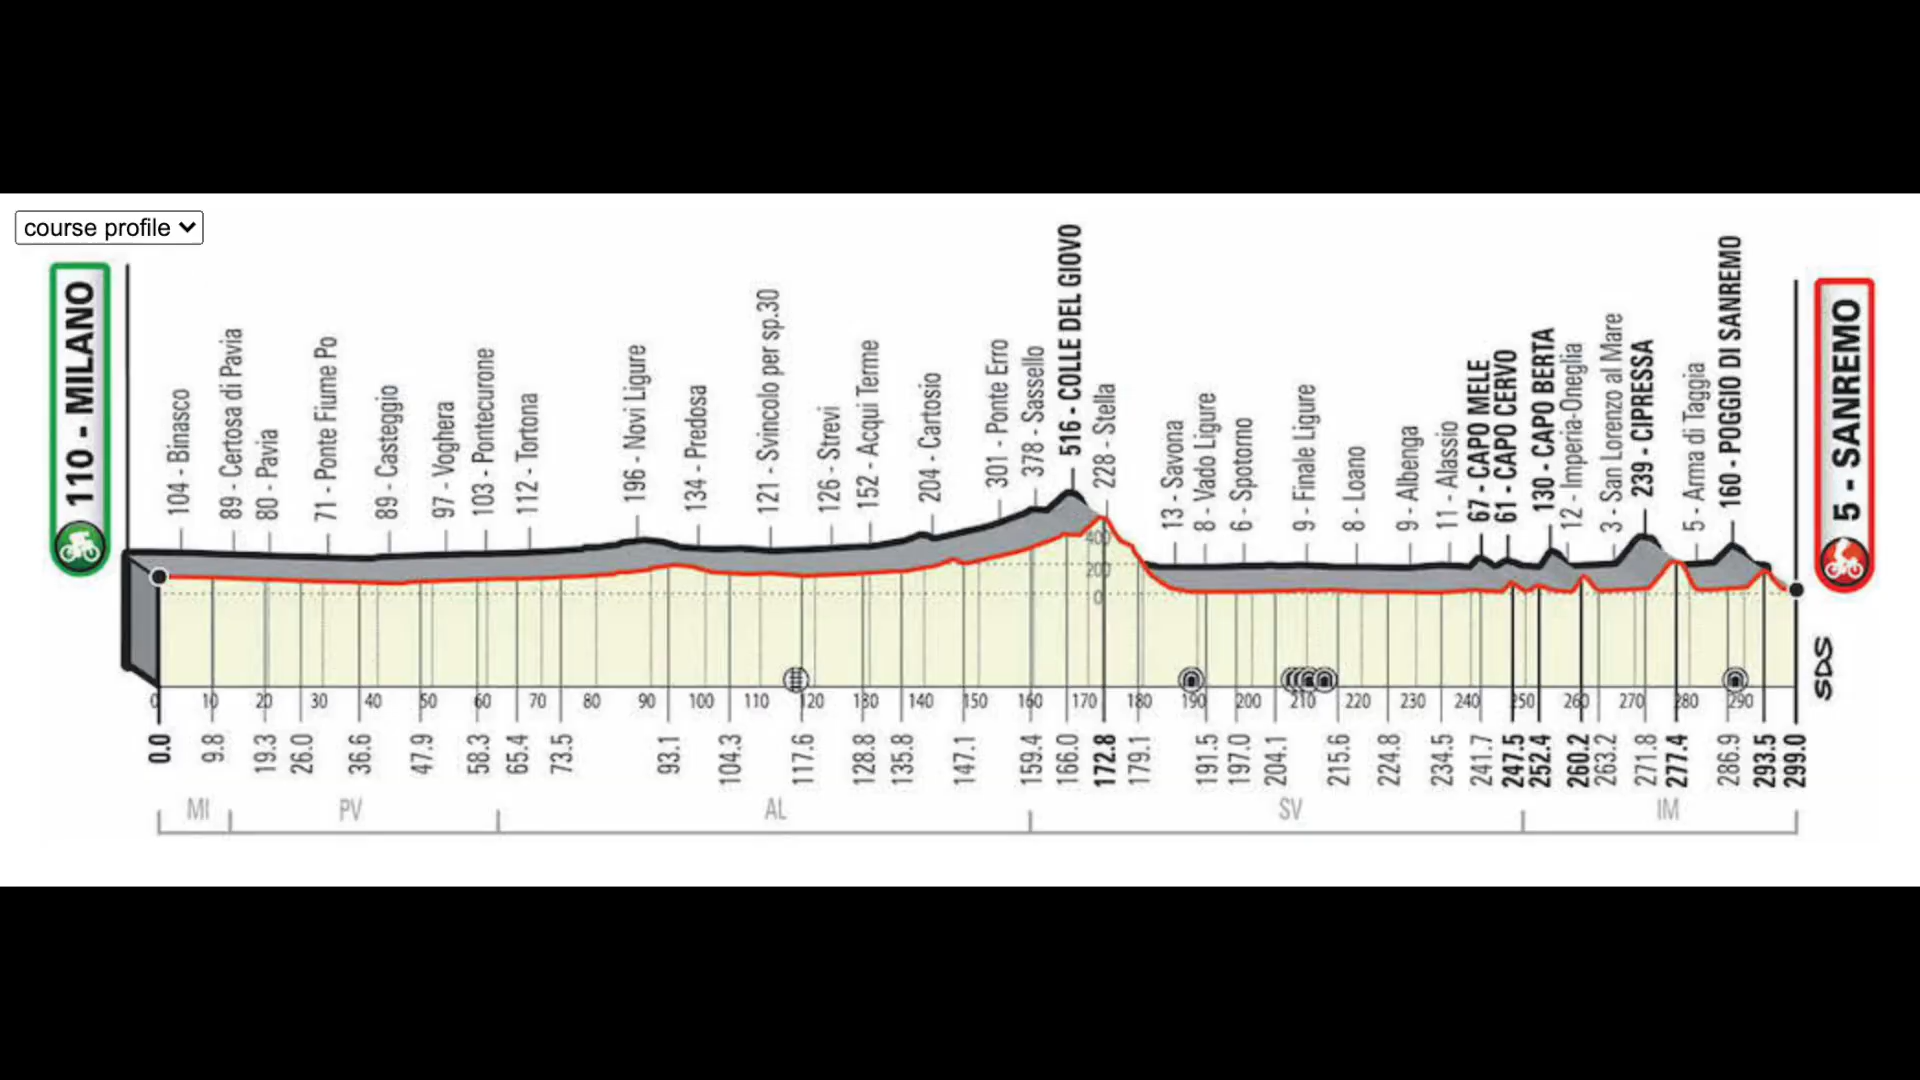 course profile
110 - MILANO
104 - Binasco
89 - Certosa di Pavia
80 - Pavia
71 - Ponte Fiume Po
89 - Casteggio
97 - Voghera
103 - Pontecurone
112 - Tortona
196 - Novi Ligure
134 - Predosa
121 - Svincolo per sp.30
126 - Strevi
152 - Acqui Terme
204 - Cartosio
301 - Ponte Erro
378 - Sassello
516 - COLLE DEL GIOVO
228 - Stella
13 - Savona
8 - Vado Ligure
6 - Spotorno
9 - Finale Ligure
8 - Loano
9 - Albenga
11 - Alassio
67 - CAPO MELE
61 - CAPO CERVO
130 - CAPO BERTA
12 - Imperia-Oneglia
3 - San Lorenzo al Mare
239 - CIPRESSA
5 - Arma di Taggia
160 - POGGIO DI SANREMO
5 - SANREMO
400
200
0
SDS
0 10 20 30 40 50 60 70 80 90 100 110 120 130 140 150 160 170 180 190 200 210 220 230 240 250 260 270 280 290
0.0 9.8 19.3 26.0 36.6 47.9 58.3 65.4 73.5 93.1 104.3 117.6 128.8 135.8 147.1 159.4 166.0 172.8 179.1 191.5 197.0 204.1 215.6 224.8 234.5 241.7 247.5 252.4 260.2 263.2 271.8 277.4 286.9 293.5 299.0
MI PV AL SV IM